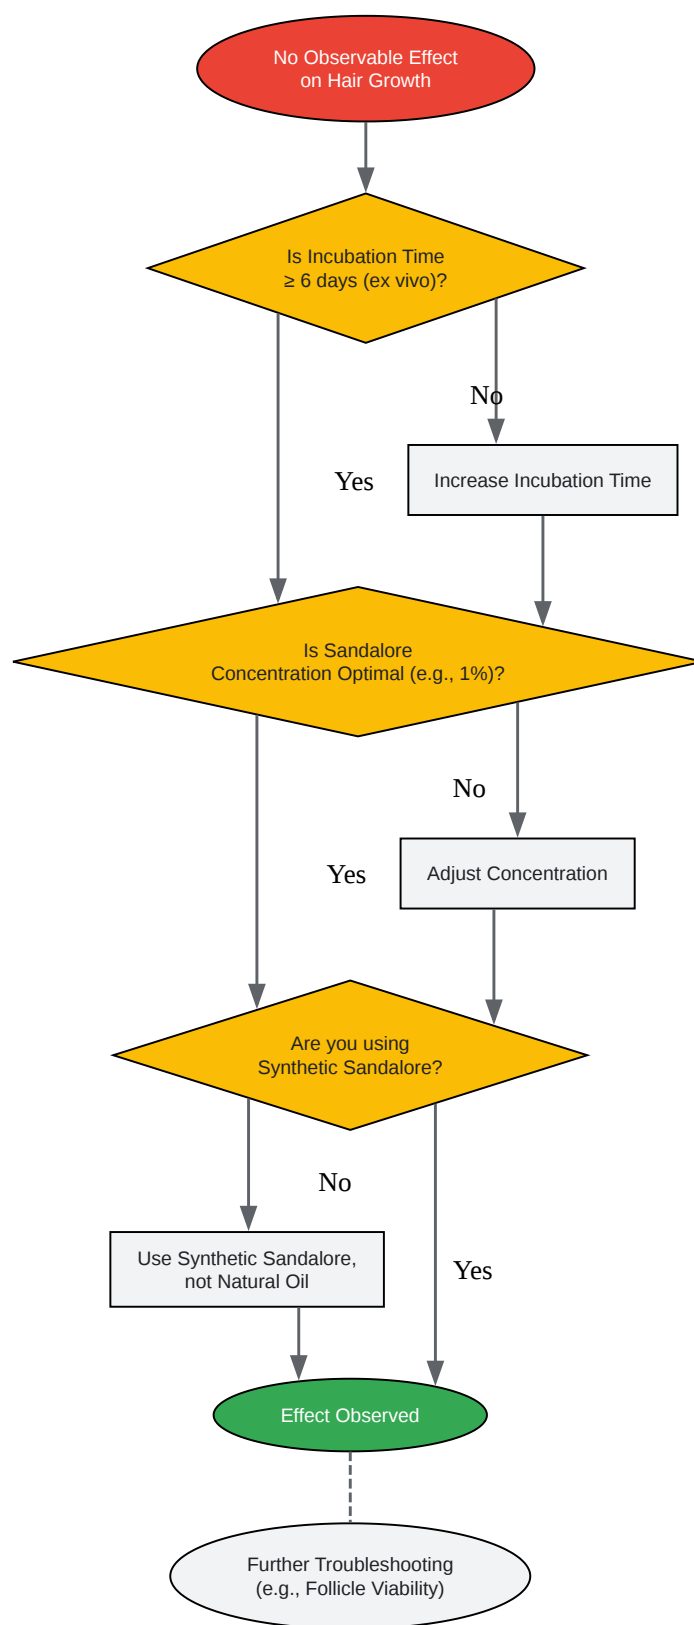 No Observable Effect
on Hair Growth
Is Incubation Time
≥ 6 days (ex vivo)?
No
Yes
Increase Incubation Time
Is Sandalore
Concentration Optimal (e.g., 1%)?
No
Yes
Adjust Concentration
Are you using
Synthetic Sandalore?
No
Use Synthetic Sandalore,
not Natural Oil
Yes
Effect Observed
Further Troubleshooting
(e.g., Follicle Viability)